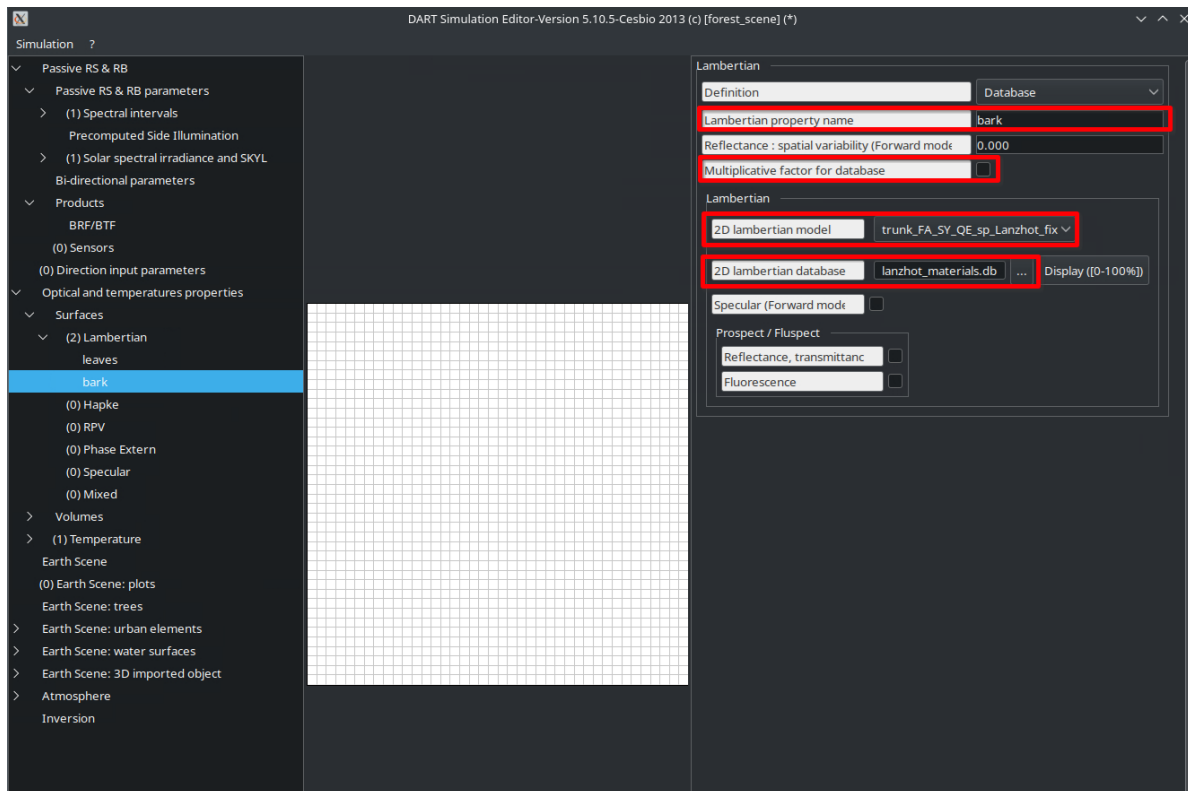 DART Simulation Editor-Version 5.10.5-Cesbio 2013 (c) [forest_scene] (*)
Simulation ?
Passive RS & RB
Passive RS & RB parameters
(1) Spectral intervals
Precomputed Side Illumination
(1) Solar spectral irradiance and SKYL
Bi-directional parameters
Products
BRF/BTF
(0) Sensors
(0) Direction input parameters
Optical and temperatures properties
Surfaces
(2) Lambertian
leaves
bark
(0) Hapke
(0) RPV
(0) Phase Extern
(0) Specular
(0) Mixed
Volumes
(1) Temperature
Earth Scene
(0) Earth Scene: plots
Earth Scene: trees
Earth Scene: urban elements
Earth Scene: water surfaces
Earth Scene: 3D imported object
Atmosphere
Inversion
Lambertian
Definition Database
Lambertian property name bark
Reflectance : spatial variability (Forward mode 0.000
Multiplicative factor for database
Lambertian
2D lambertian model trunk_FA_SY_QE_sp_Lanzhot_fix
2D lambertian database lanzhot_materials.db ... Display ([0-100%])
Specular (Forward mode
Prospect / Fluspect
Reflectance, transmittanc
Fluorescence